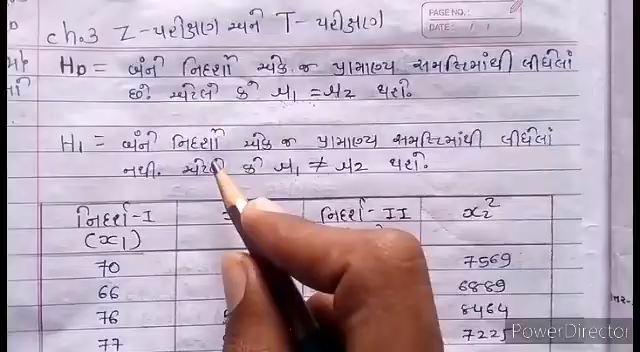 ch.3 Z-પરીક્ષણ અને T-પરીક્ષણ
PAGE NO.:
DATE: / /
H0 = બંને નિદર્શો એક જ પ્રામાણ્ય સમષ્ટિમાંથી લીધેલાં
છે. એટલે કે μ1 = μ2 થશે.
H1 = બંને નિદર્શો એક જ પ્રામાણ્ય સમષ્ટિમાંથી લીધેલાં
નથી. એટલે કે μ1 ≠ μ2 થશે.
નિદર્શ-I નિદર્શ-II x2²
(x1)
70 7569
66 6889
76 8464
77 7225
PowerDirector